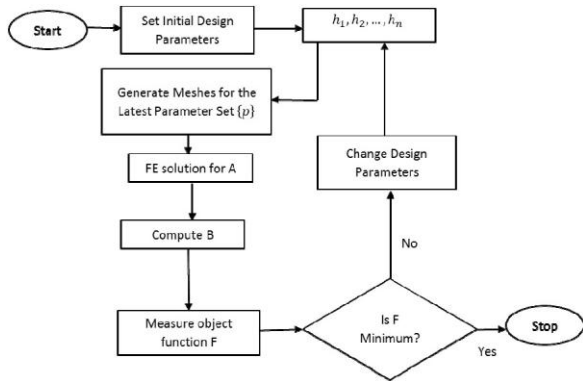 Start
Set Initial Design
Parameters
h₁, h₂, ..., hₙ
Generate Meshes for the
Latest Parameter Set {p}
FE solution for A
Compute B
Measure object
function F
Is F
Minimum?
No
Change Design
Parameters
Yes
Stop